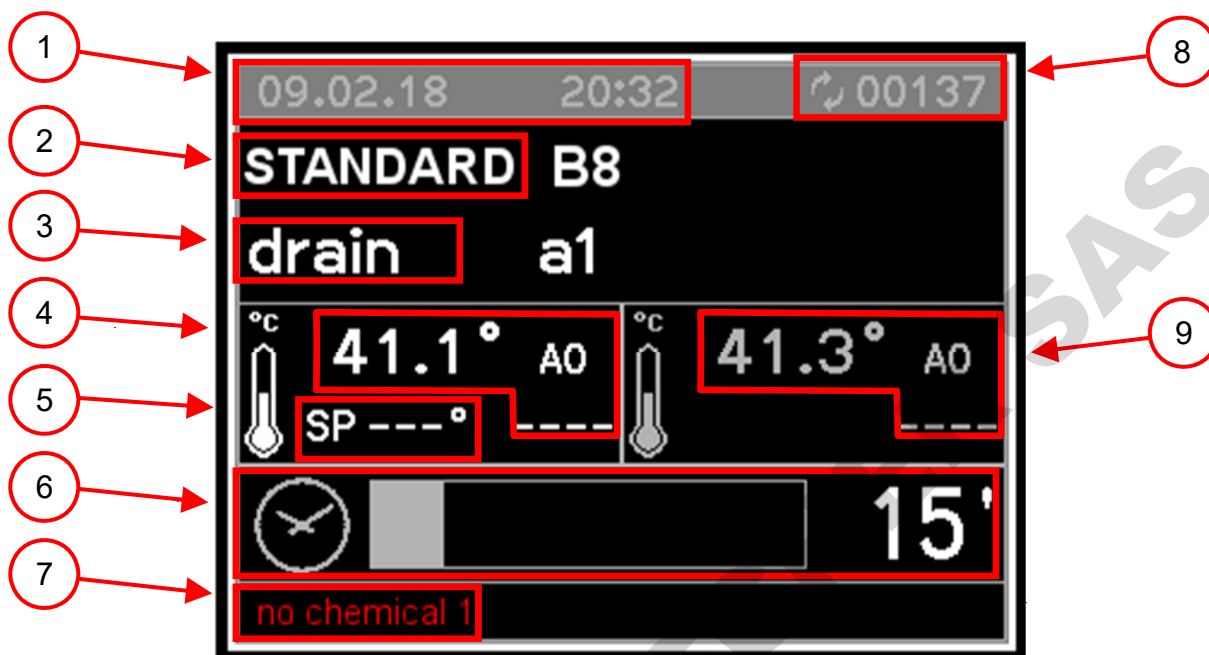 1
8
09.02.18 20:32 00137
2
STANDARD B8
3
drain a1
4
°C 41.1° A0 °C 41.3° A0
9
5
SP ---° ---- ----
6
15'
7
no chemical 1
SAS